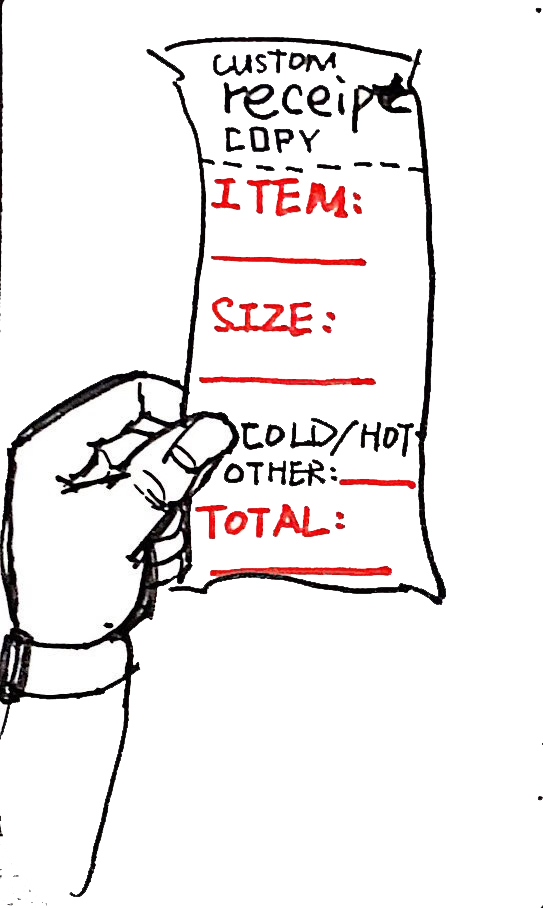 CUSTOM
receipt
COPY
ITEM:
SIZE:
COLD/HOT
OTHER:
TOTAL: